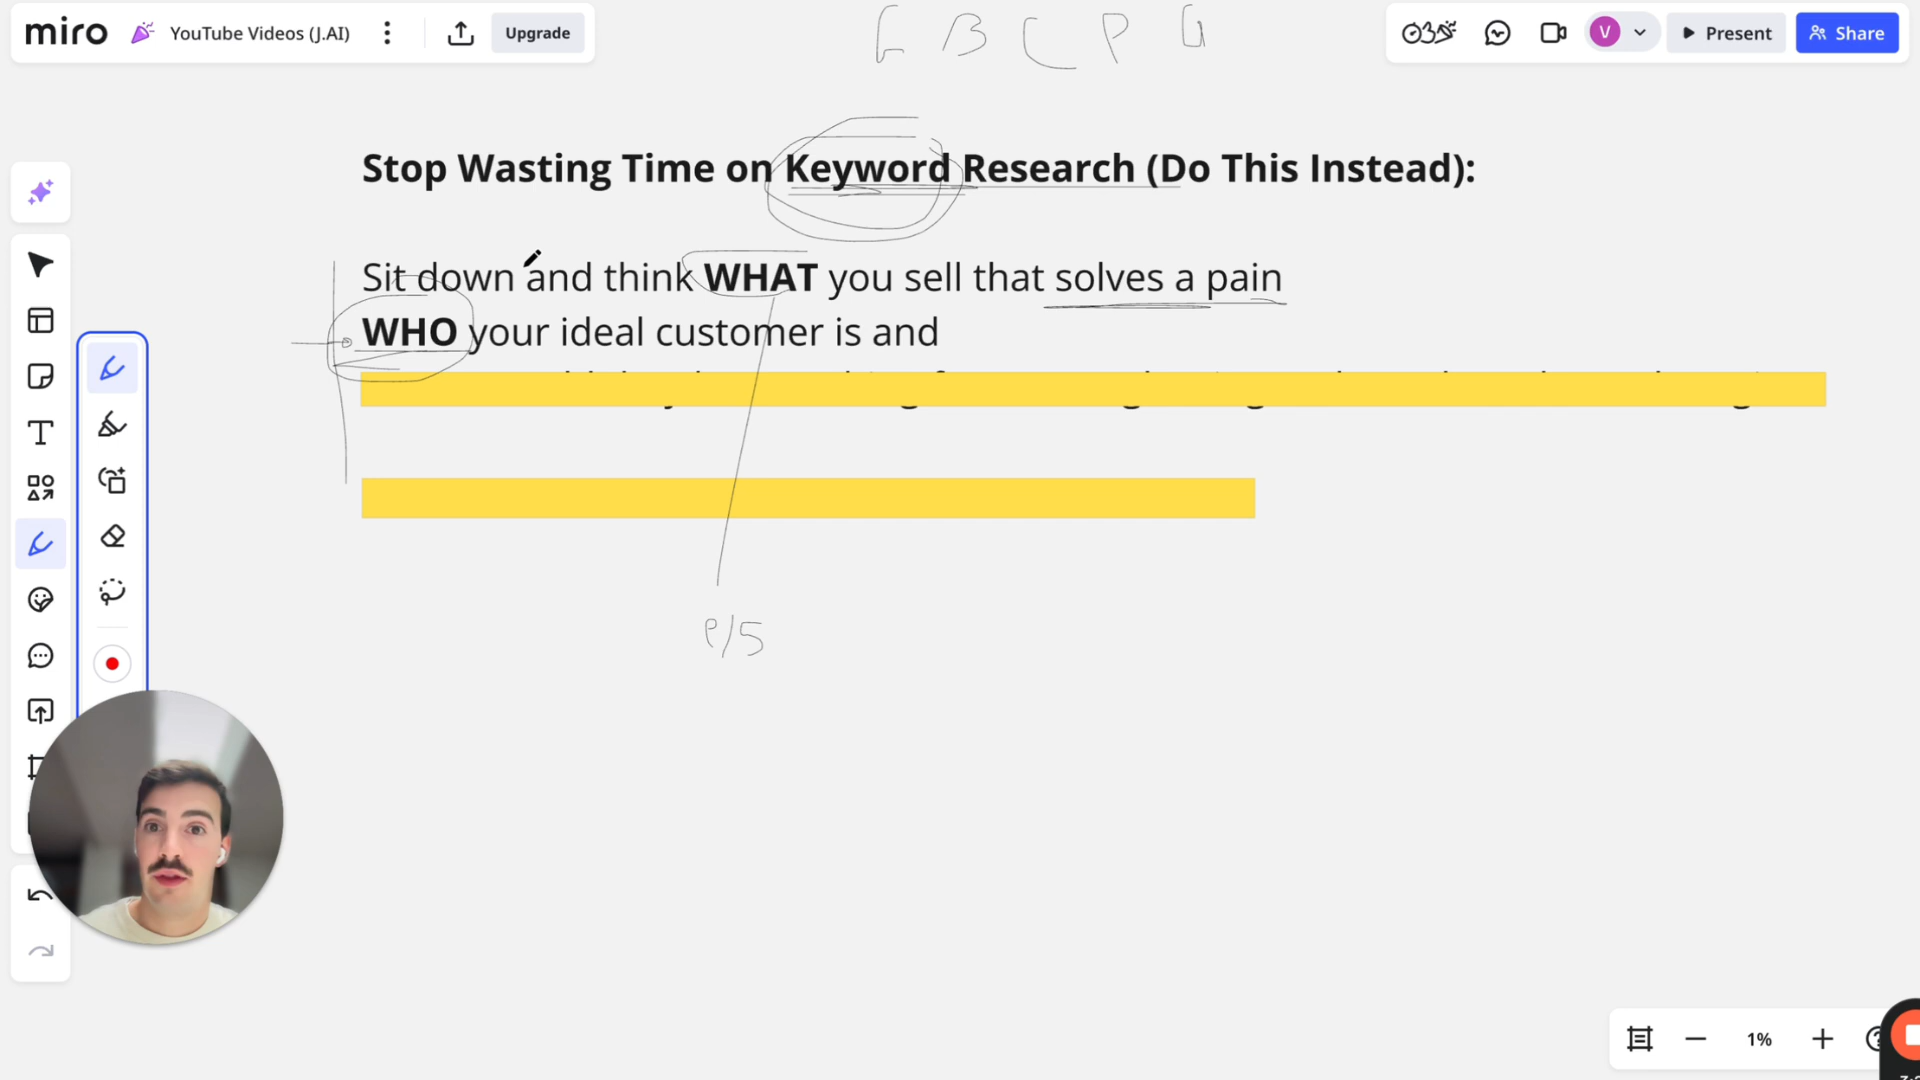 miro YouTube Videos (J.AI) Upgrade
V Present Share
Stop Wasting Time on Keyword Research (Do This Instead):
Sit down and think WHAT you sell that solves a pain
WHO your ideal customer is and
P/S
1%